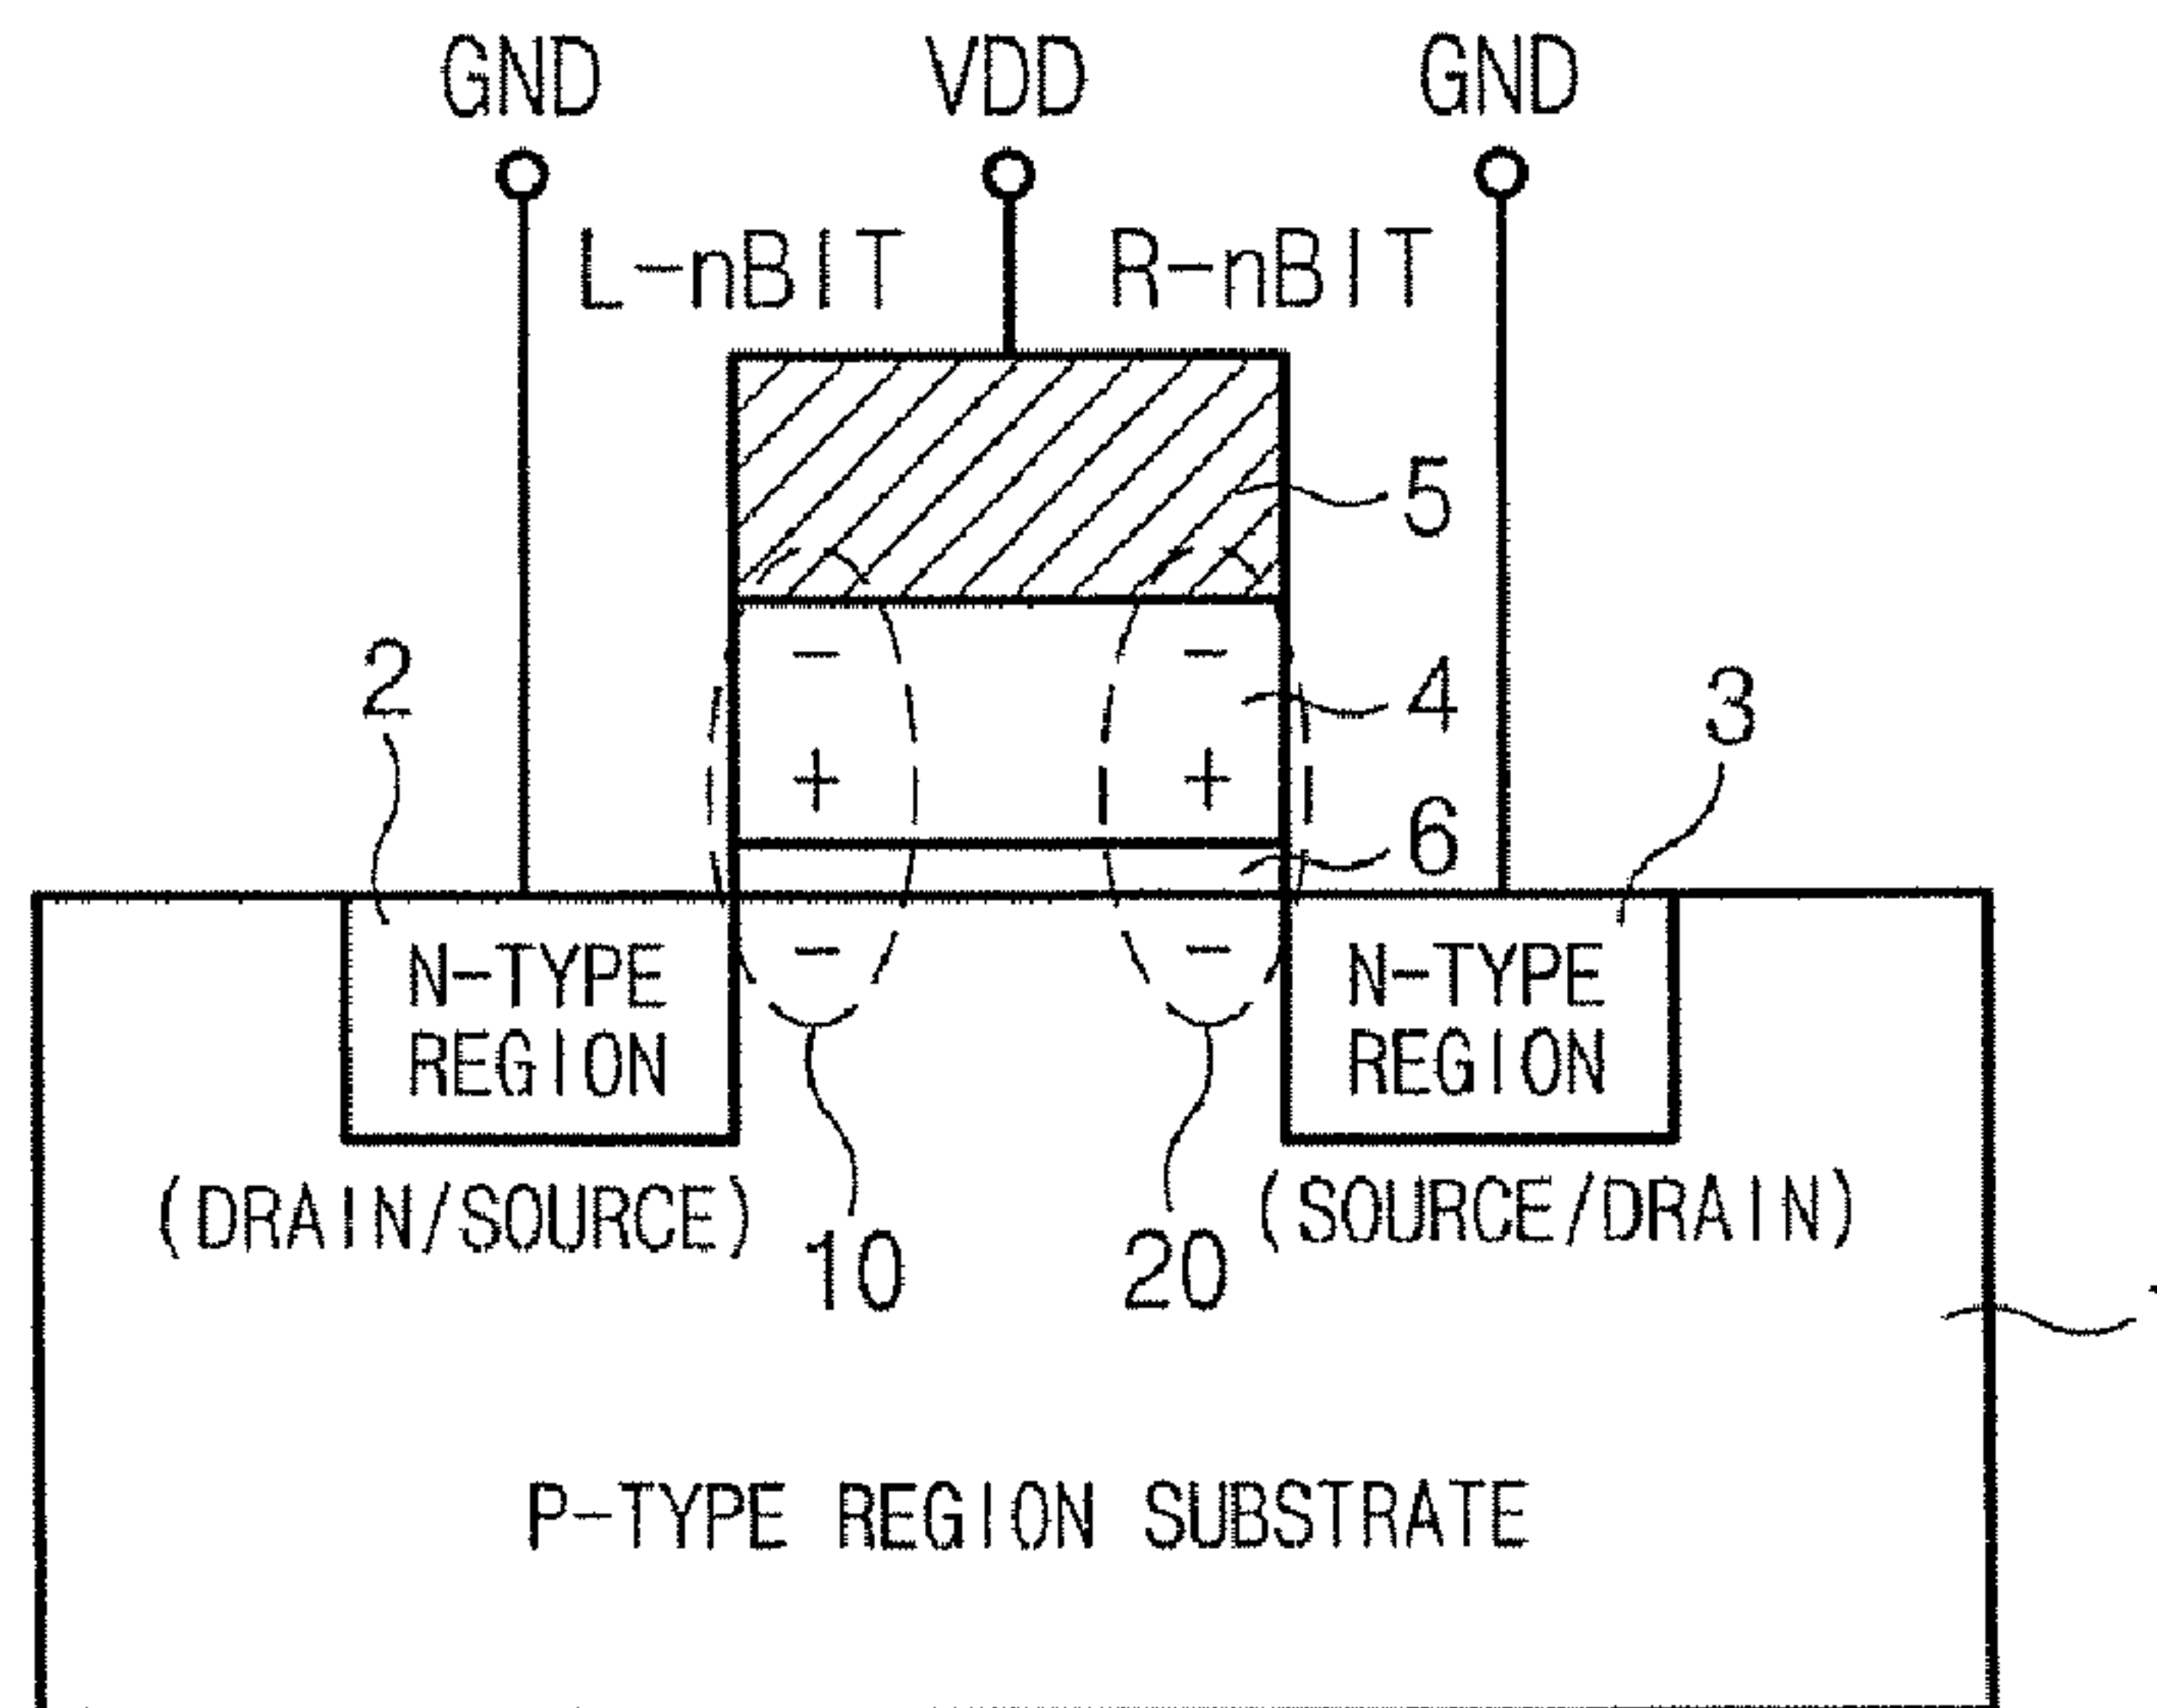 GND VDD GND
L-nBIT R-nBIT
5
2 - - 4 3
+ + 6
N-TYPE
REGION
- -
N-TYPE
REGION
(DRAIN/SOURCE) 10 20 (SOURCE/DRAIN)
P-TYPE REGION SUBSTRATE